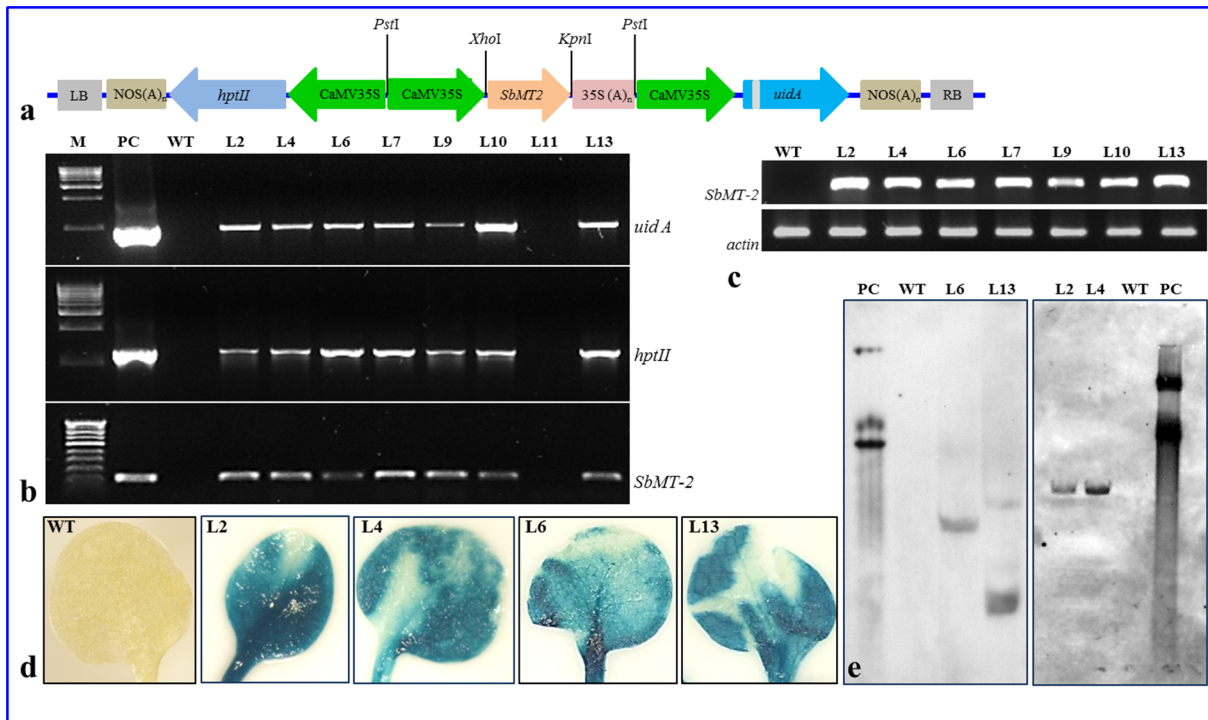 PstI XhoI KpnI PstI
LB NOS(A)n hptII CaMV35S CaMV35S SbMT2 35S (A)n CaMV35S uidA NOS(A)n RB
a
M PC WT L2 L4 L6 L7 L9 L10 L11 L13
uid A
hptII
SbMT-2
b
WT L2 L4 L6 L7 L9 L10 L13
SbMT-2
actin
c
WT L2 L4 L6 L13
d
PC WT L6 L13 L2 L4 WT PC
e